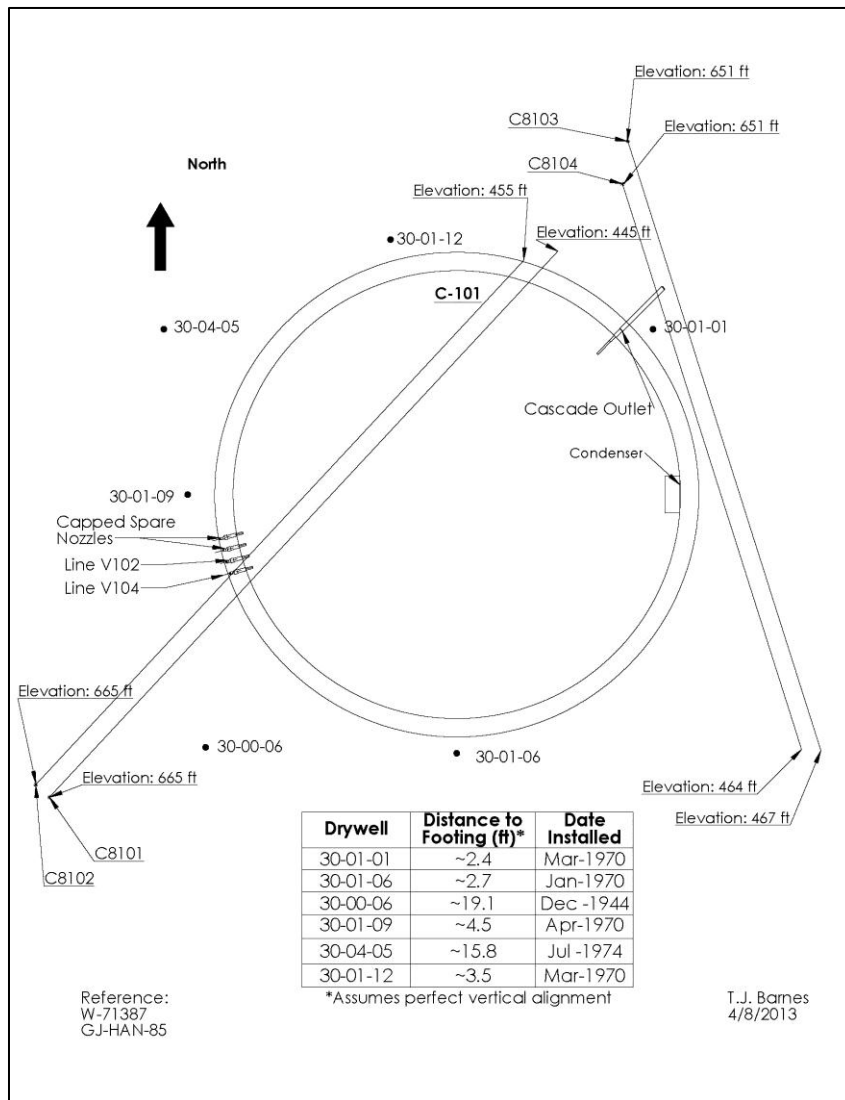 Elevation: 651 ft
C8103
Elevation: 651 ft
C8104
North
Elevation: 455 ft
Elevation: 445 ft
30-01-12
C-101
30-04-05
30-01-01
Cascade Outlet
Condenser
30-01-09
Capped Spare
Nozzles
Line V102
Line V104
Elevation: 665 ft
30-00-06
30-01-06
Elevation: 665 ft
Elevation: 464 ft
Elevation: 467 ft
C8101
C8102
Drywell Distance to Footing (ft)* Date Installed
30-01-01 ~2.4 Mar-1970
30-01-06 ~2.7 Jan-1970
30-00-06 ~19.1 Dec -1944
30-01-09 ~4.5 Apr-1970
30-04-05 ~15.8 Jul -1974
30-01-12 ~3.5 Mar-1970
*Assumes perfect vertical alignment
Reference:
W-71387
GJ-HAN-85
T.J. Barnes
4/8/2013